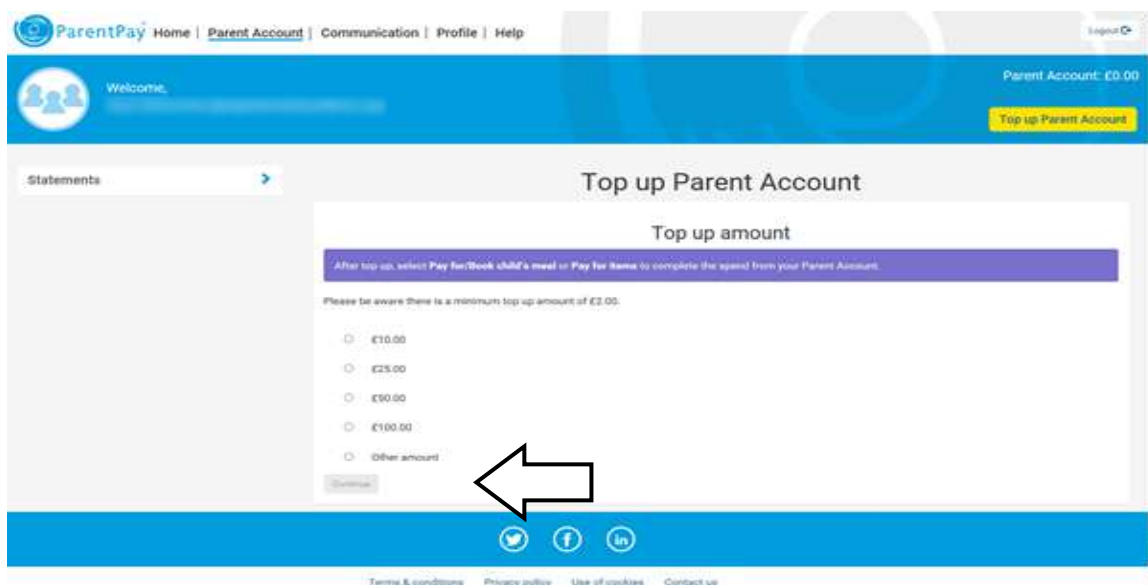 ParentPay Home | Parent Account | Communication | Profile | Help
Logout
Welcome,
Parent Account: £0.00
Top up Parent Account
Statements
Top up Parent Account
Top up amount
After top up, select Pay for/Book child's meal or Pay for items to complete the spend from your Parent Account.
Please be aware there is a minimum top up amount of £2.00.
£10.00
£25.00
£50.00
£100.00
Other amount
Continue
f in
Terms & conditions Privacy policy Use of cookies Contact us